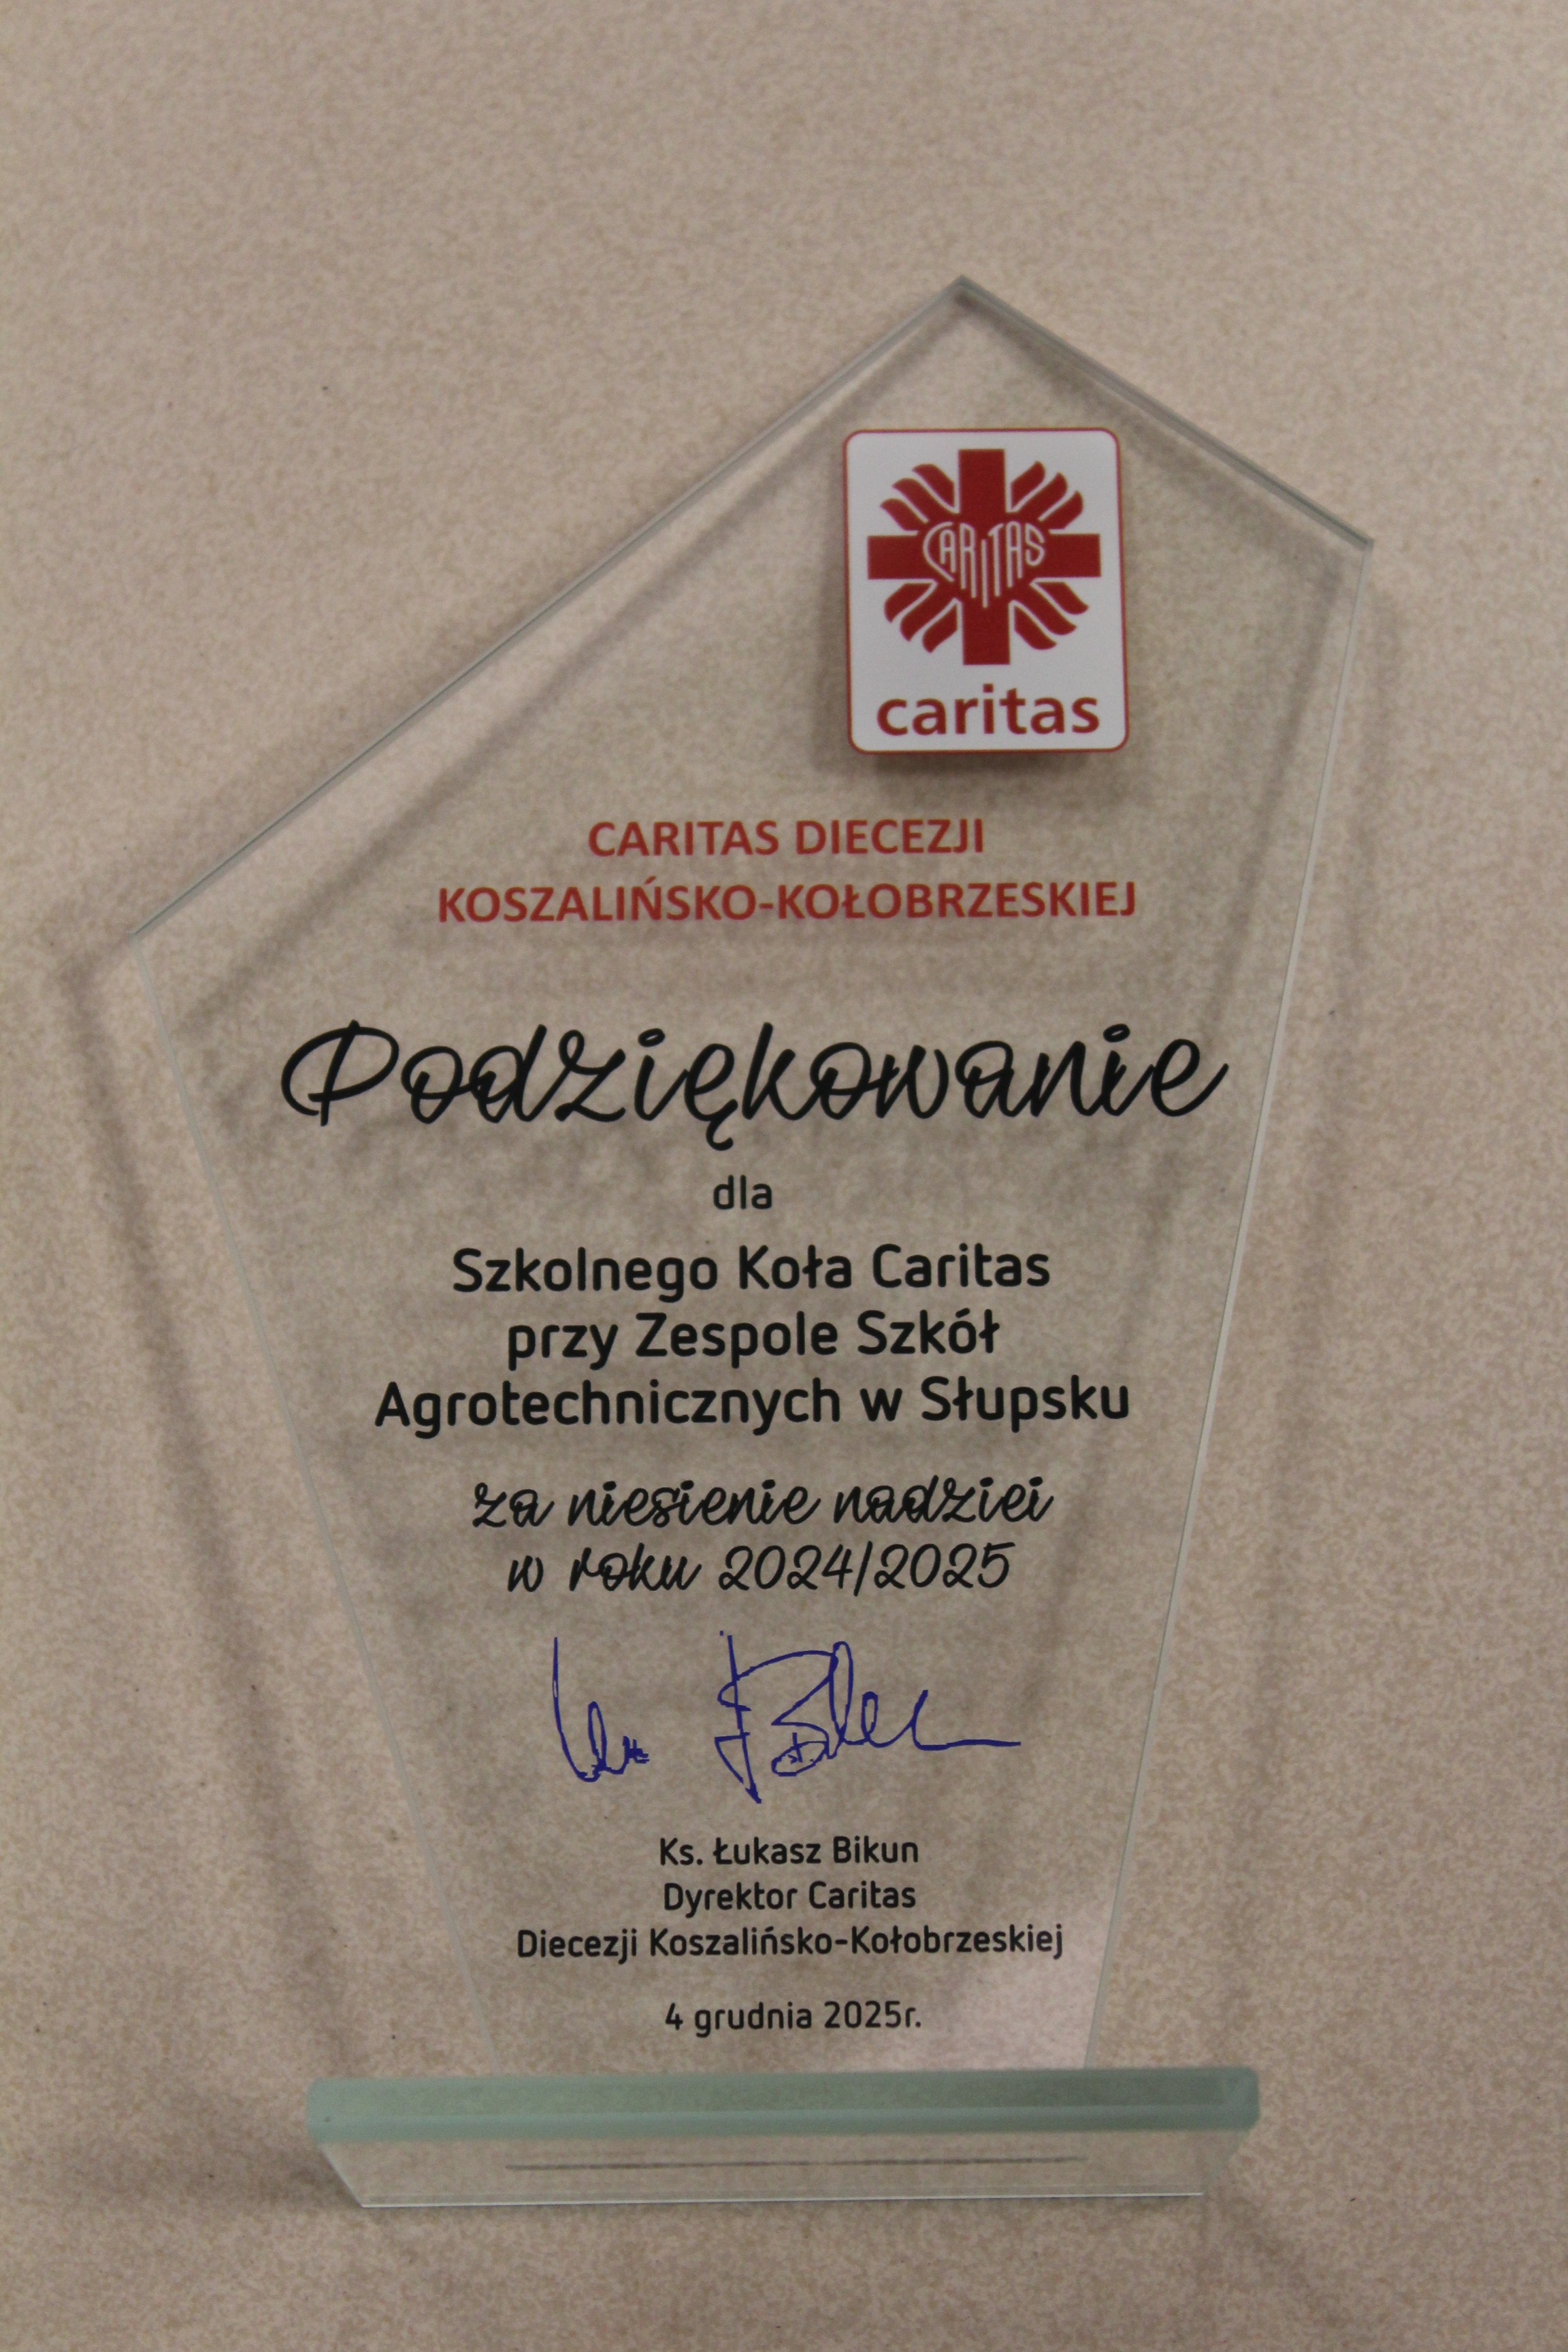 CARITAS
caritas
CARITAS DIECEZJI
KOSZALIŃSKO-KOŁOBRZESKIEJ
Podziękowanie
dla
Szkolnego Koła Caritas
przy Zespole Szkół
Agrotechnicznych w Słupsku
za niesienie nadziei
w roku 2024/2025
Ks. Łukasz Bikun
Dyrektor Caritas
Diecezji Koszalińsko-Kołobrzeskiej
4 grudnia 2025r.